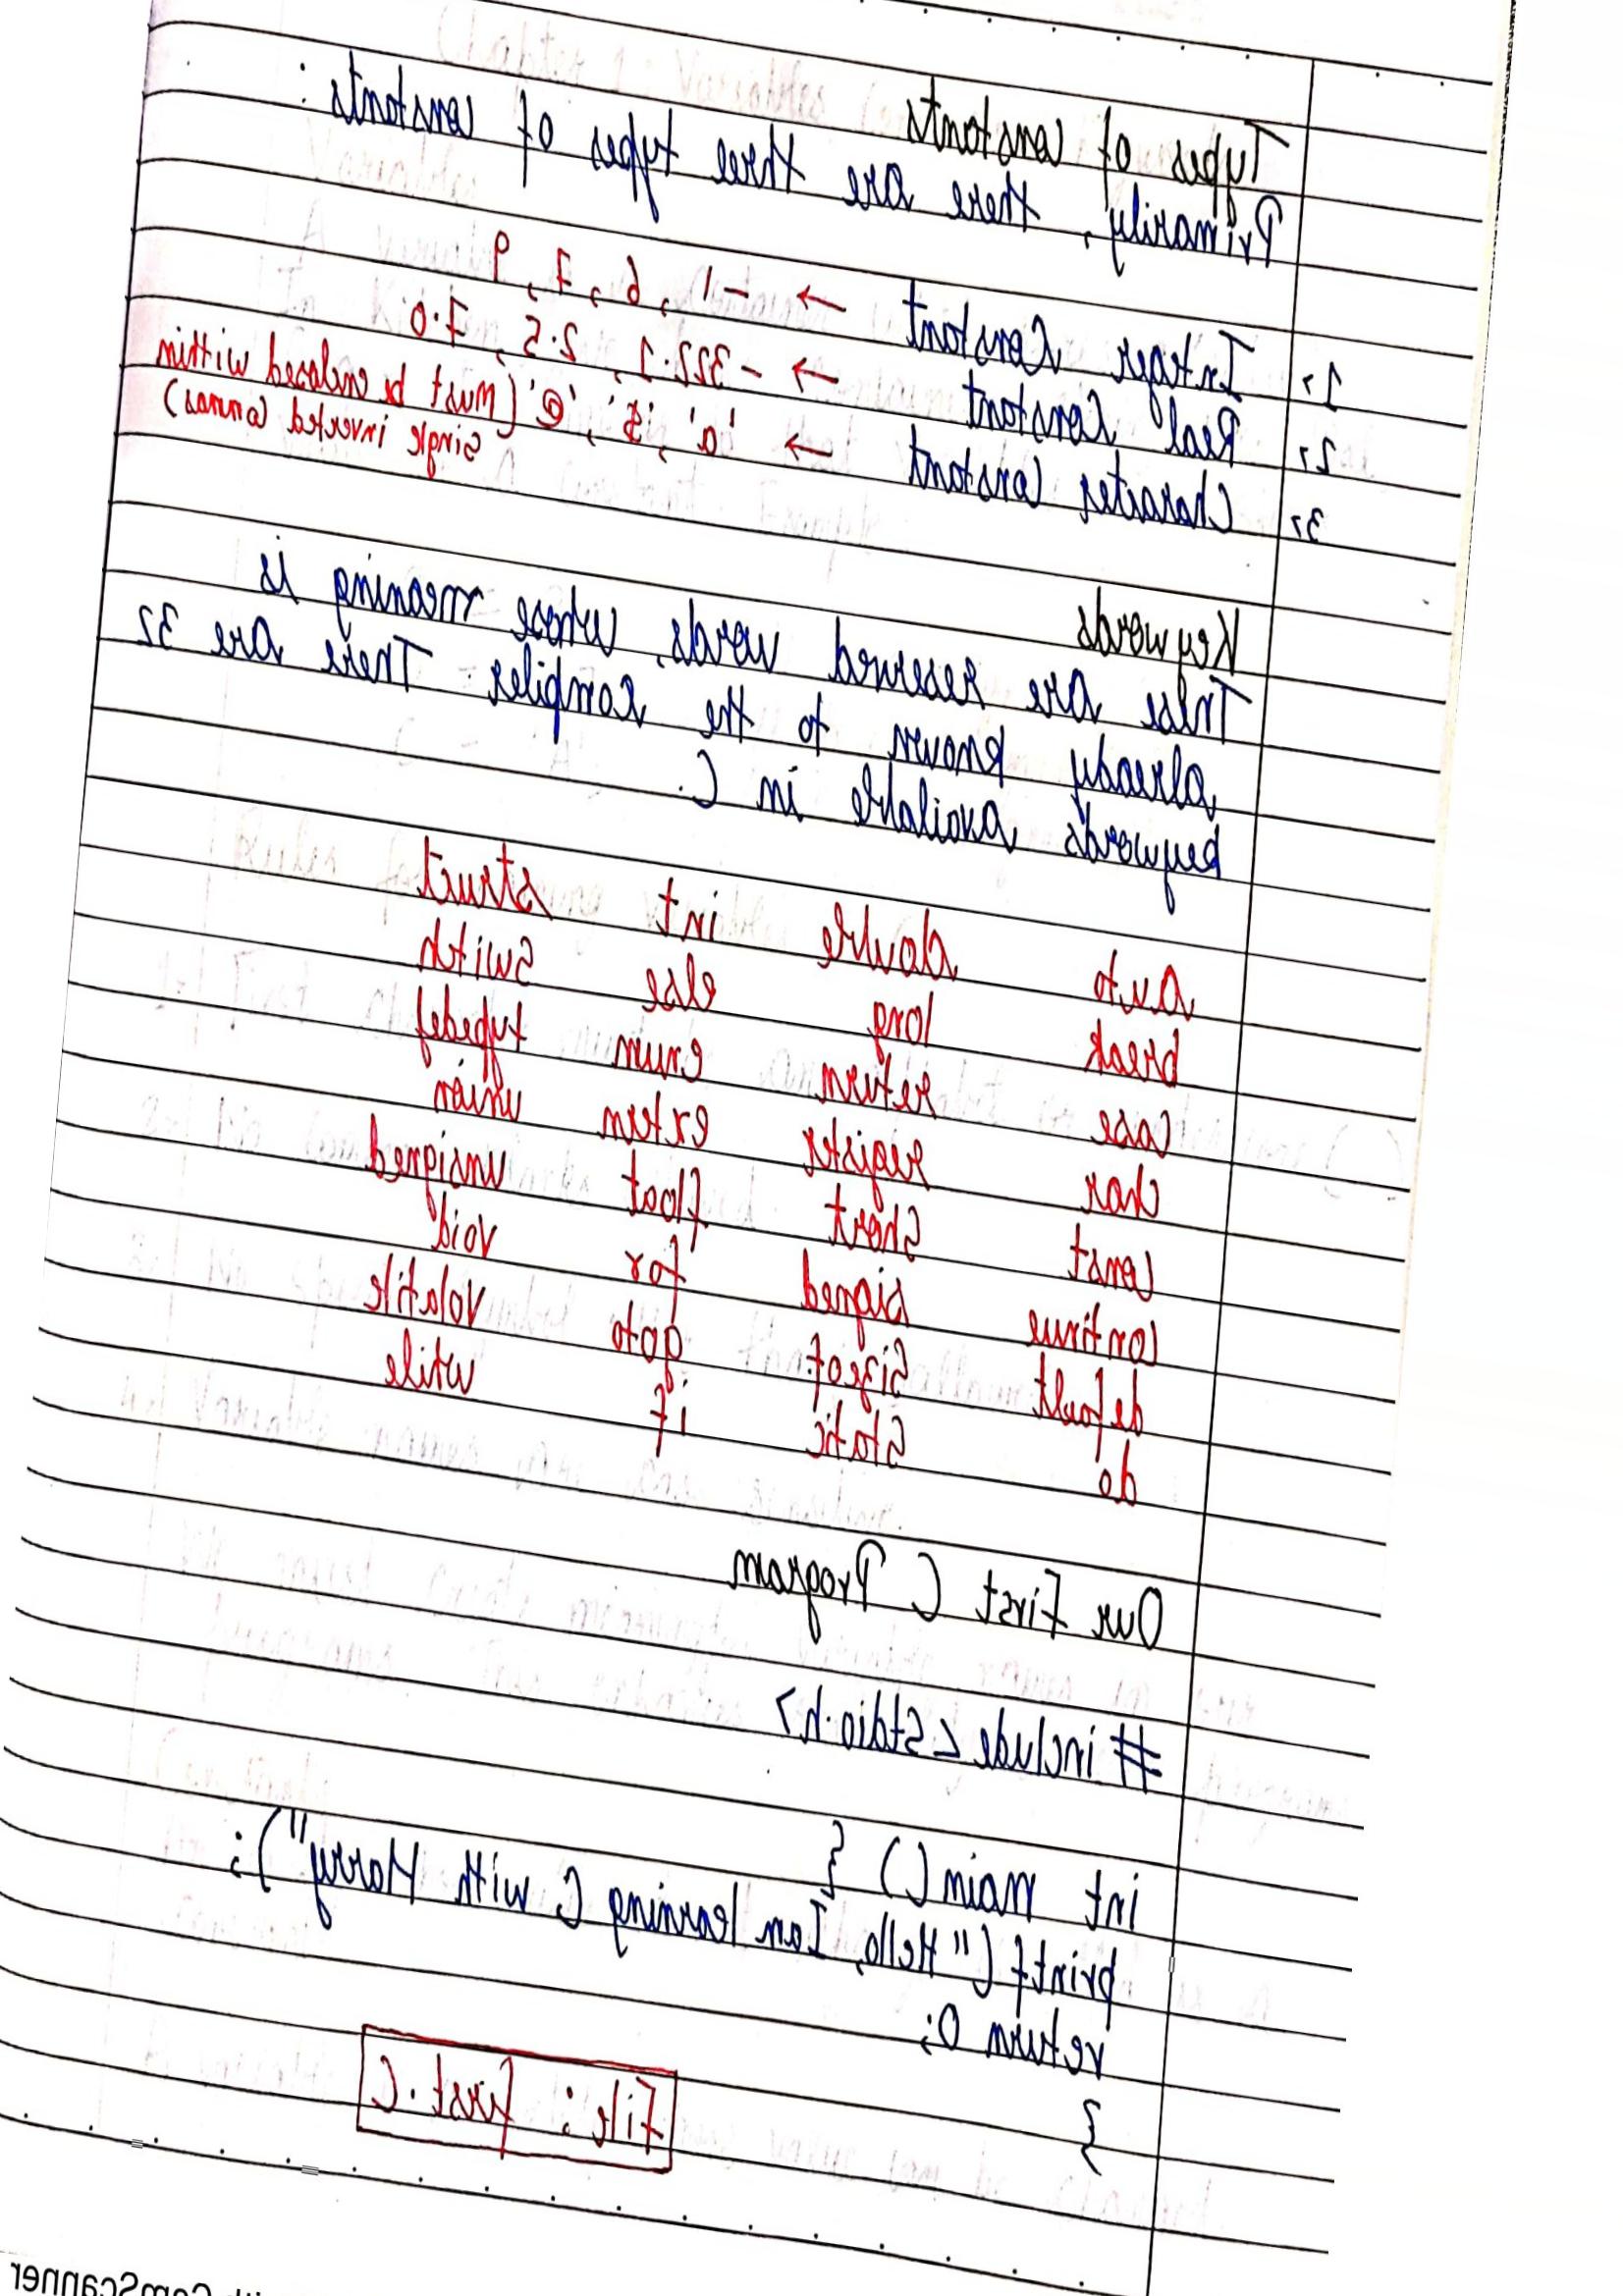 Types of Constants
Primarily, there are three types of constants :
1, Integer Constant → -1, 6, 7, 9
2, Real Constant → -322.1, 2.5, 7.0
3, Character Constant → 'a', '$', '@' (Must be enclosed within
single inverted commas)
Keywords
These are reserved words, whose meaning is
already known to the compiler. There are 32
keywords available in C.
auto double int struct
break long else switch
case return enum typedef
char register extern union
const short float unsigned
continue signed for void
default sizeof goto volatile
do static if while
Our First C Program
#include <stdio.h>
int main () {
printf ("Hello, I am learning C with Harry");
return 0;
}
File : first.c
CamScanner